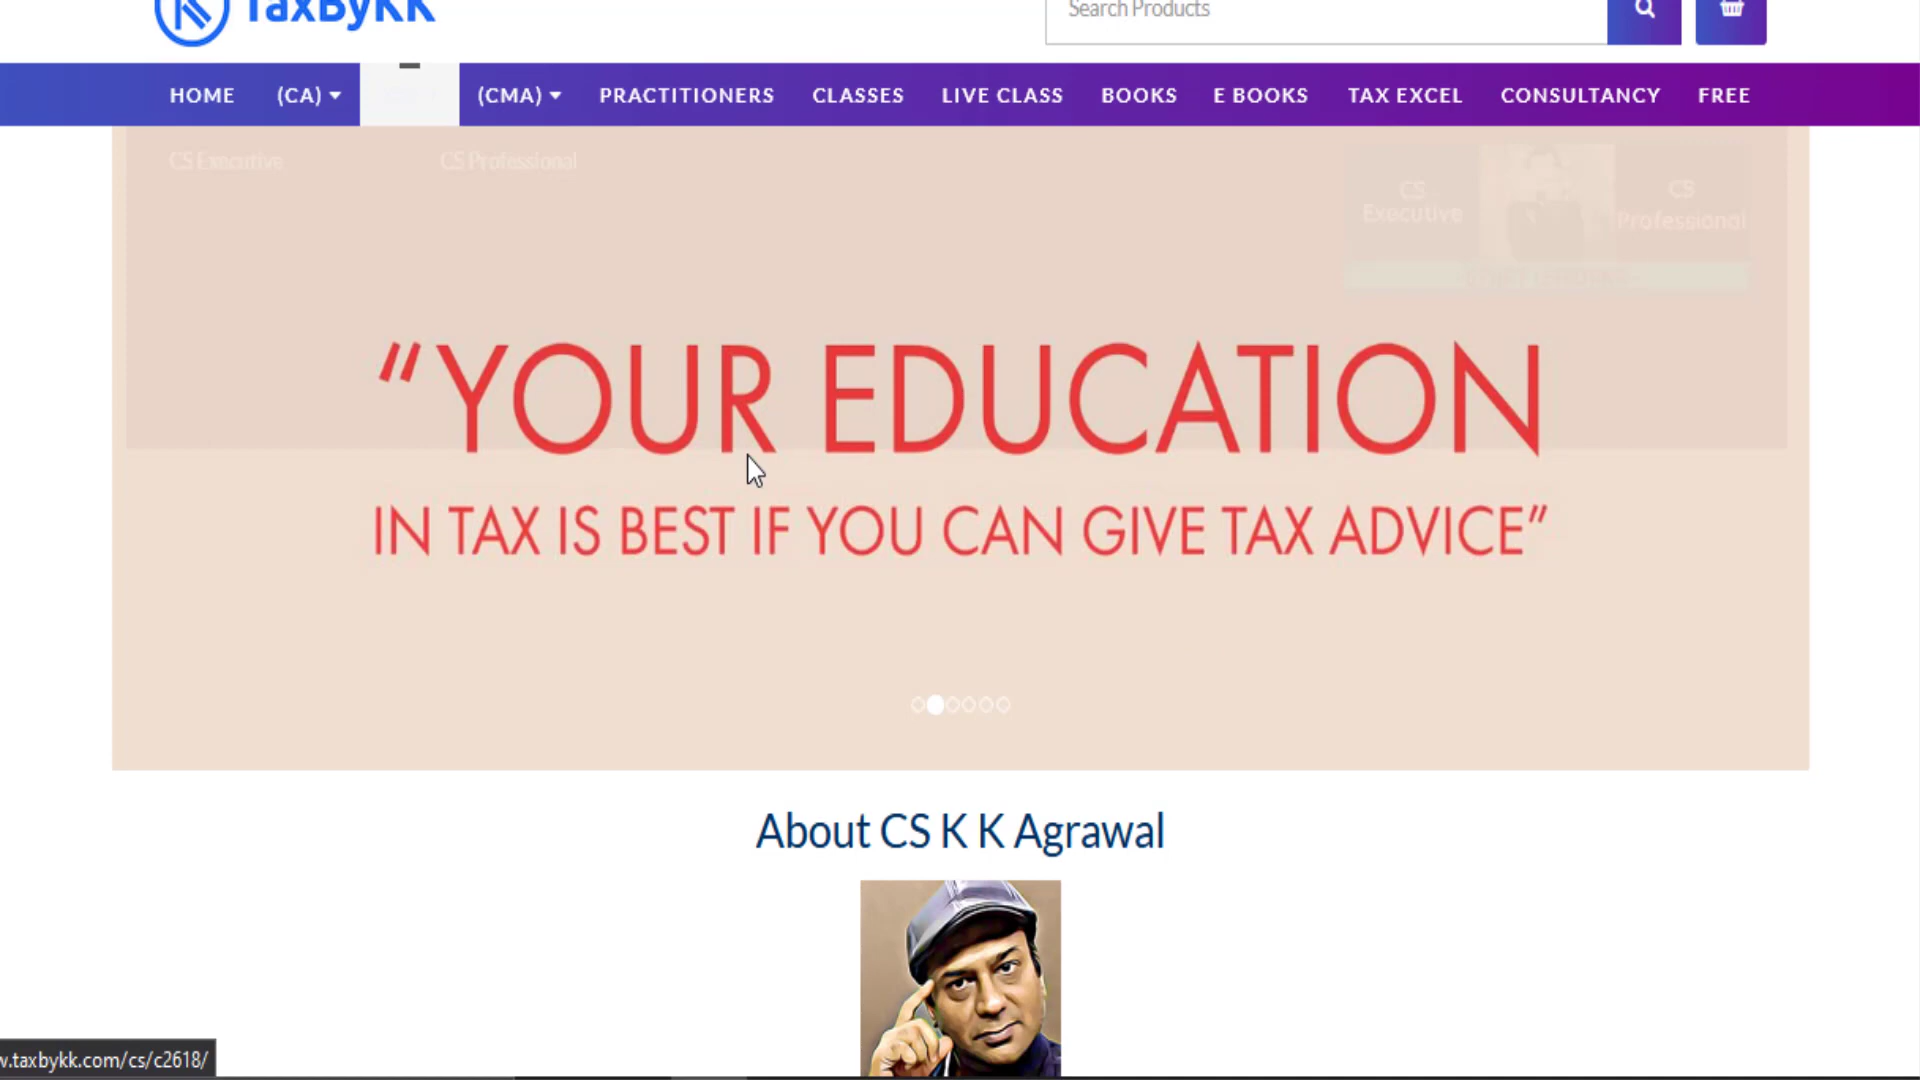 TaxByKK
Search Products
HOME (CA) (CMA) PRACTITIONERS CLASSES LIVE CLASS BOOKS E BOOKS TAX EXCEL CONSULTANCY FREE
CS Executive CS Professional
CS
Executive
CS
Professional
“YOUR EDUCATION
IN TAX IS BEST IF YOU CAN GIVE TAX ADVICE”
About CS K K Agrawal
w.taxbykk.com/cs/c2618/